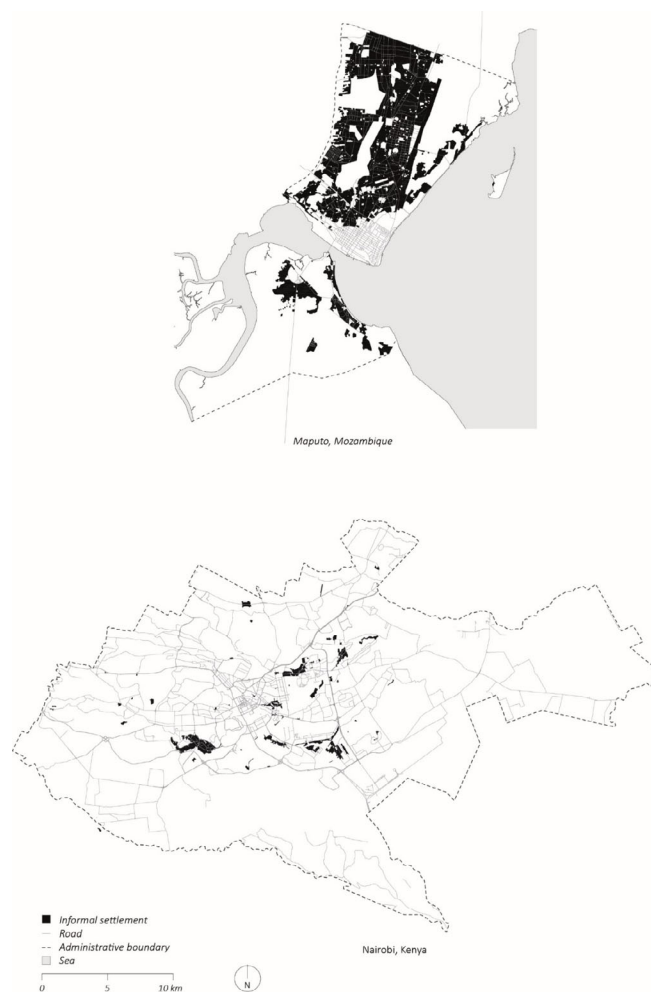 Maputo, Mozambique
Informal settlement
Road
Administrative boundary
Sea
Nairobi, Kenya
0 5 10 km
N